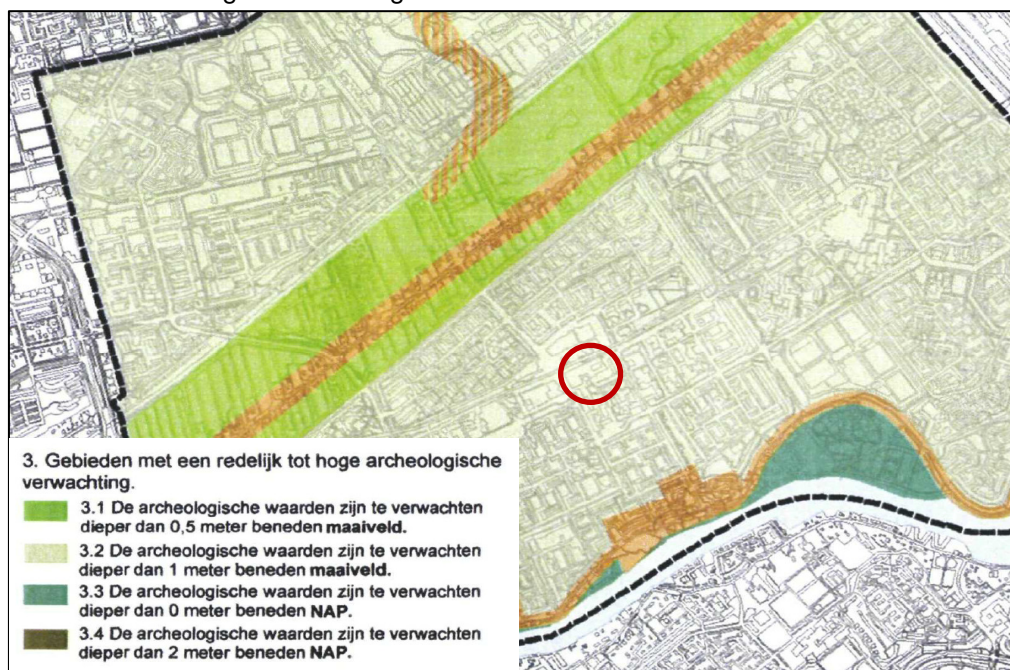 3. Gebieden met een redelijk tot hoge archeologische
verwachting.
3.1 De archeologische waarden zijn te verwachten
dieper dan 0,5 meter beneden maaiveld.
3.2 De archeologische waarden zijn te verwachten
dieper dan 1 meter beneden maaiveld.
3.3 De archeologische waarden zijn te verwachten
dieper dan 0 meter beneden NAP.
3.4 De archeologische waarden zijn te verwachten
dieper dan 2 meter beneden NAP.